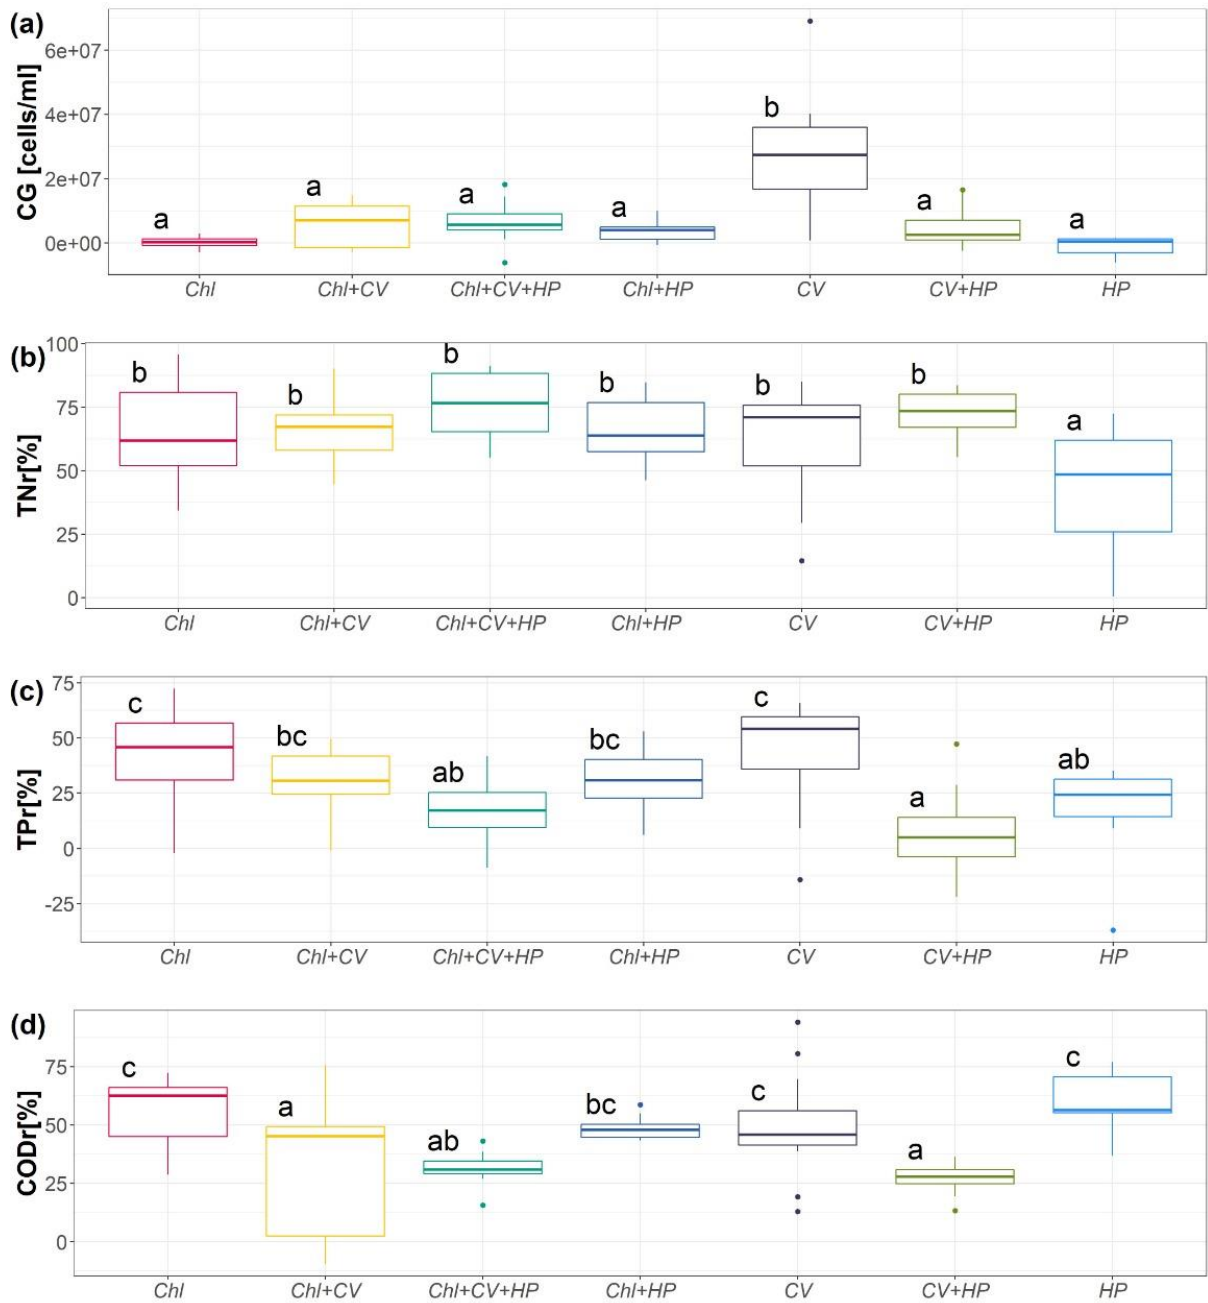 (a)
CG [cells/ml]
6e+07
4e+07
2e+07
0e+00
a
a
a
a
b
a
a
Chl
Chl+CV
Chl+CV+HP
Chl+HP
CV
CV+HP
HP
(b)
TNr[%]
100
75
50
25
0
b
b
b
b
b
b
a
Chl
Chl+CV
Chl+CV+HP
Chl+HP
CV
CV+HP
HP
(c)
TPr[%]
75
50
25
0
-25
c
bc
ab
bc
c
a
ab
Chl
Chl+CV
Chl+CV+HP
Chl+HP
CV
CV+HP
HP
(d)
CODr[%]
75
50
25
0
c
a
ab
bc
c
a
c
Chl
Chl+CV
Chl+CV+HP
Chl+HP
CV
CV+HP
HP